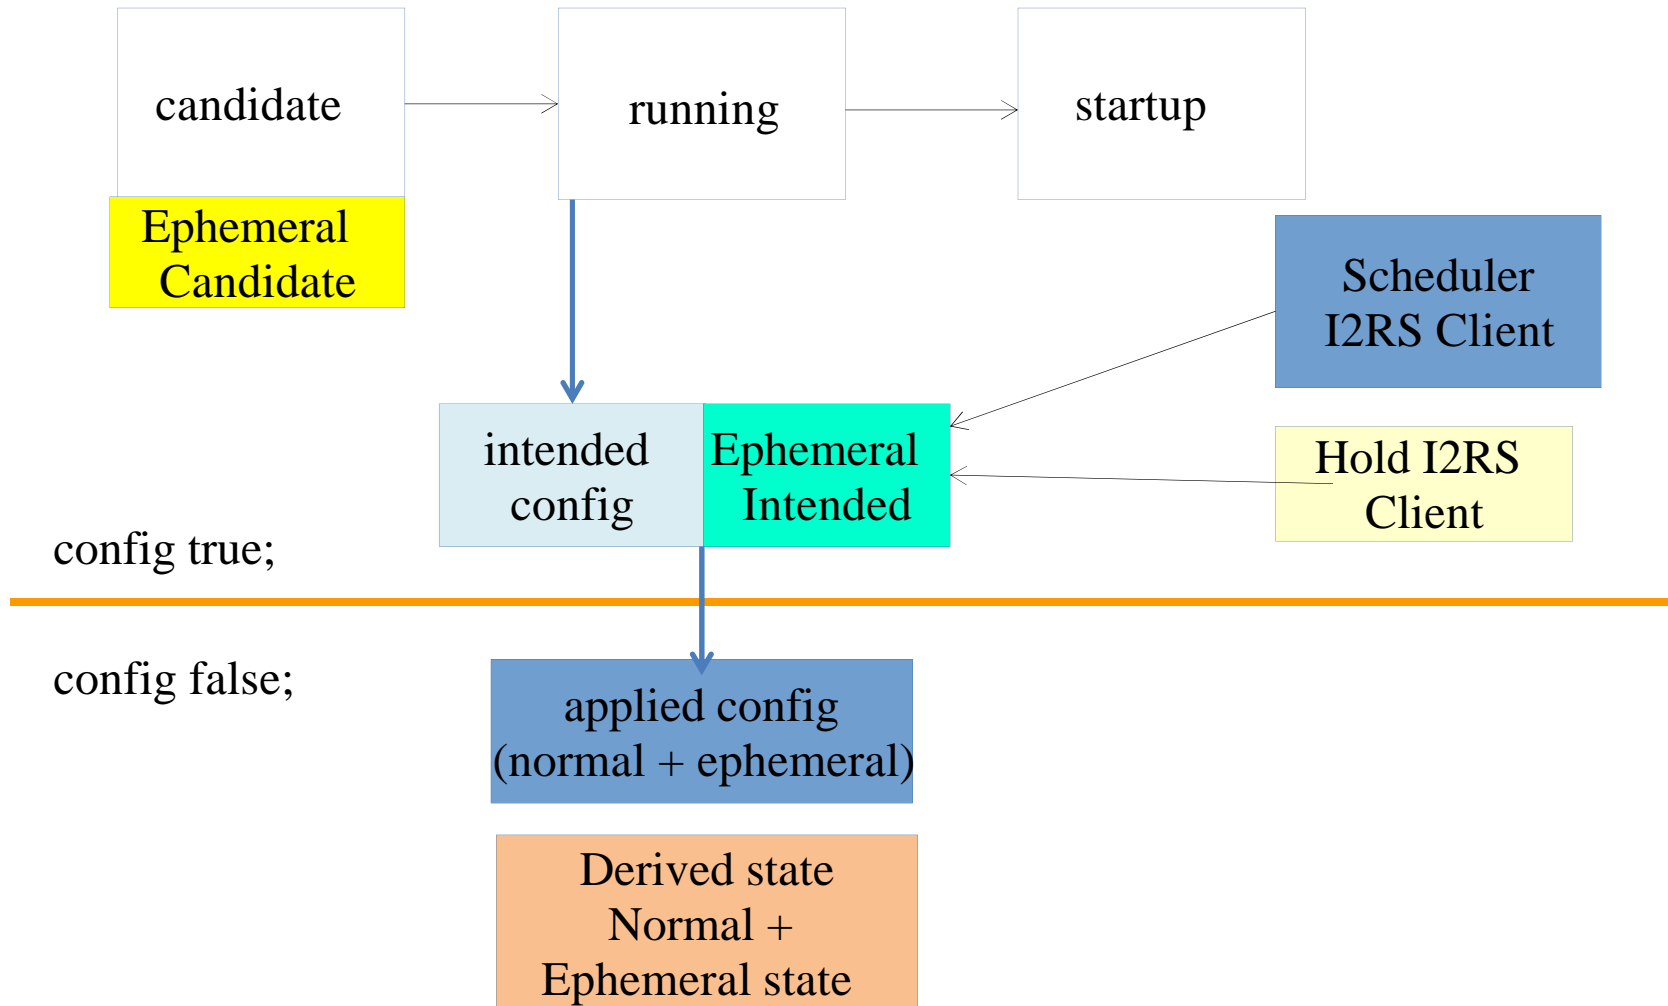 candidate
running
startup
Ephemeral
Candidate
Scheduler
I2RS Client
intended
config
Ephemeral
Intended
Hold I2RS
Client
config true;
config false;
applied config
(normal + ephemeral)
Derived state
Normal +
Ephemeral state